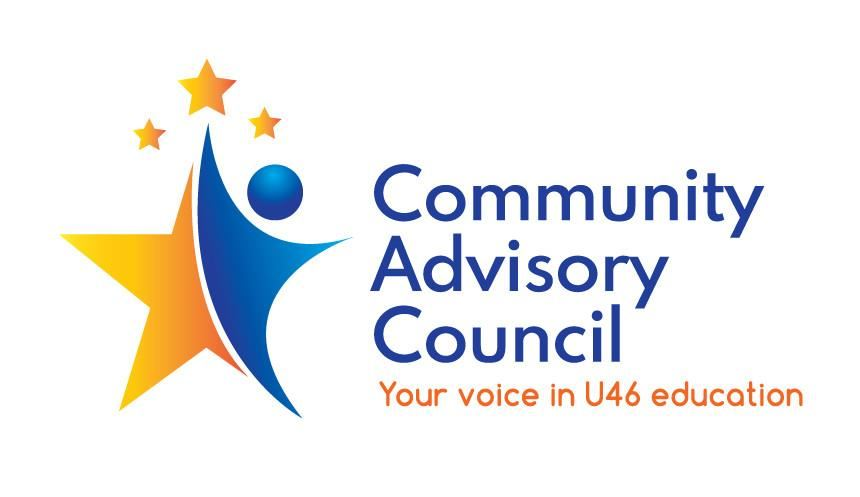 Community
Advisory
Council
Your voice in U46 education